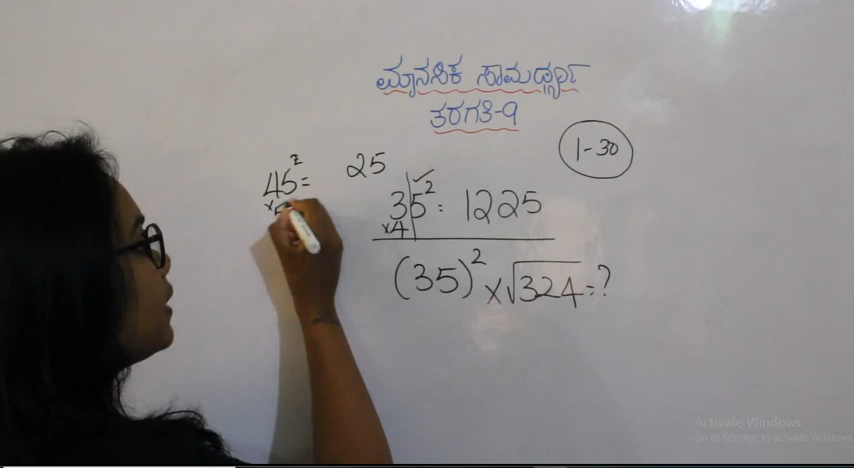 ಮಾನಸಿಕ ಸಾಮರ್ಥ್ಯ
ತರಗತಿ-9
1-30
45² = 25
×5
35² = 1225
×4
(35)² × √324 = ?
Activate Windows
Go to Settings to activate Windows.